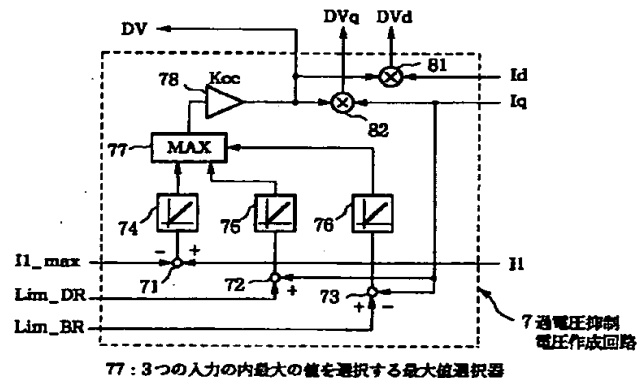 DV
DVq
DVd
81
78
Koc
Id
Iq
82
77
MAX
74
75
76
I1_max
- +
71
I1
72
+
Lim_DR
73
+ -
Lim_BR
7 過電圧抑制
電圧作成回路
77:3つの入力の内最大の値を選択する最大値選択器